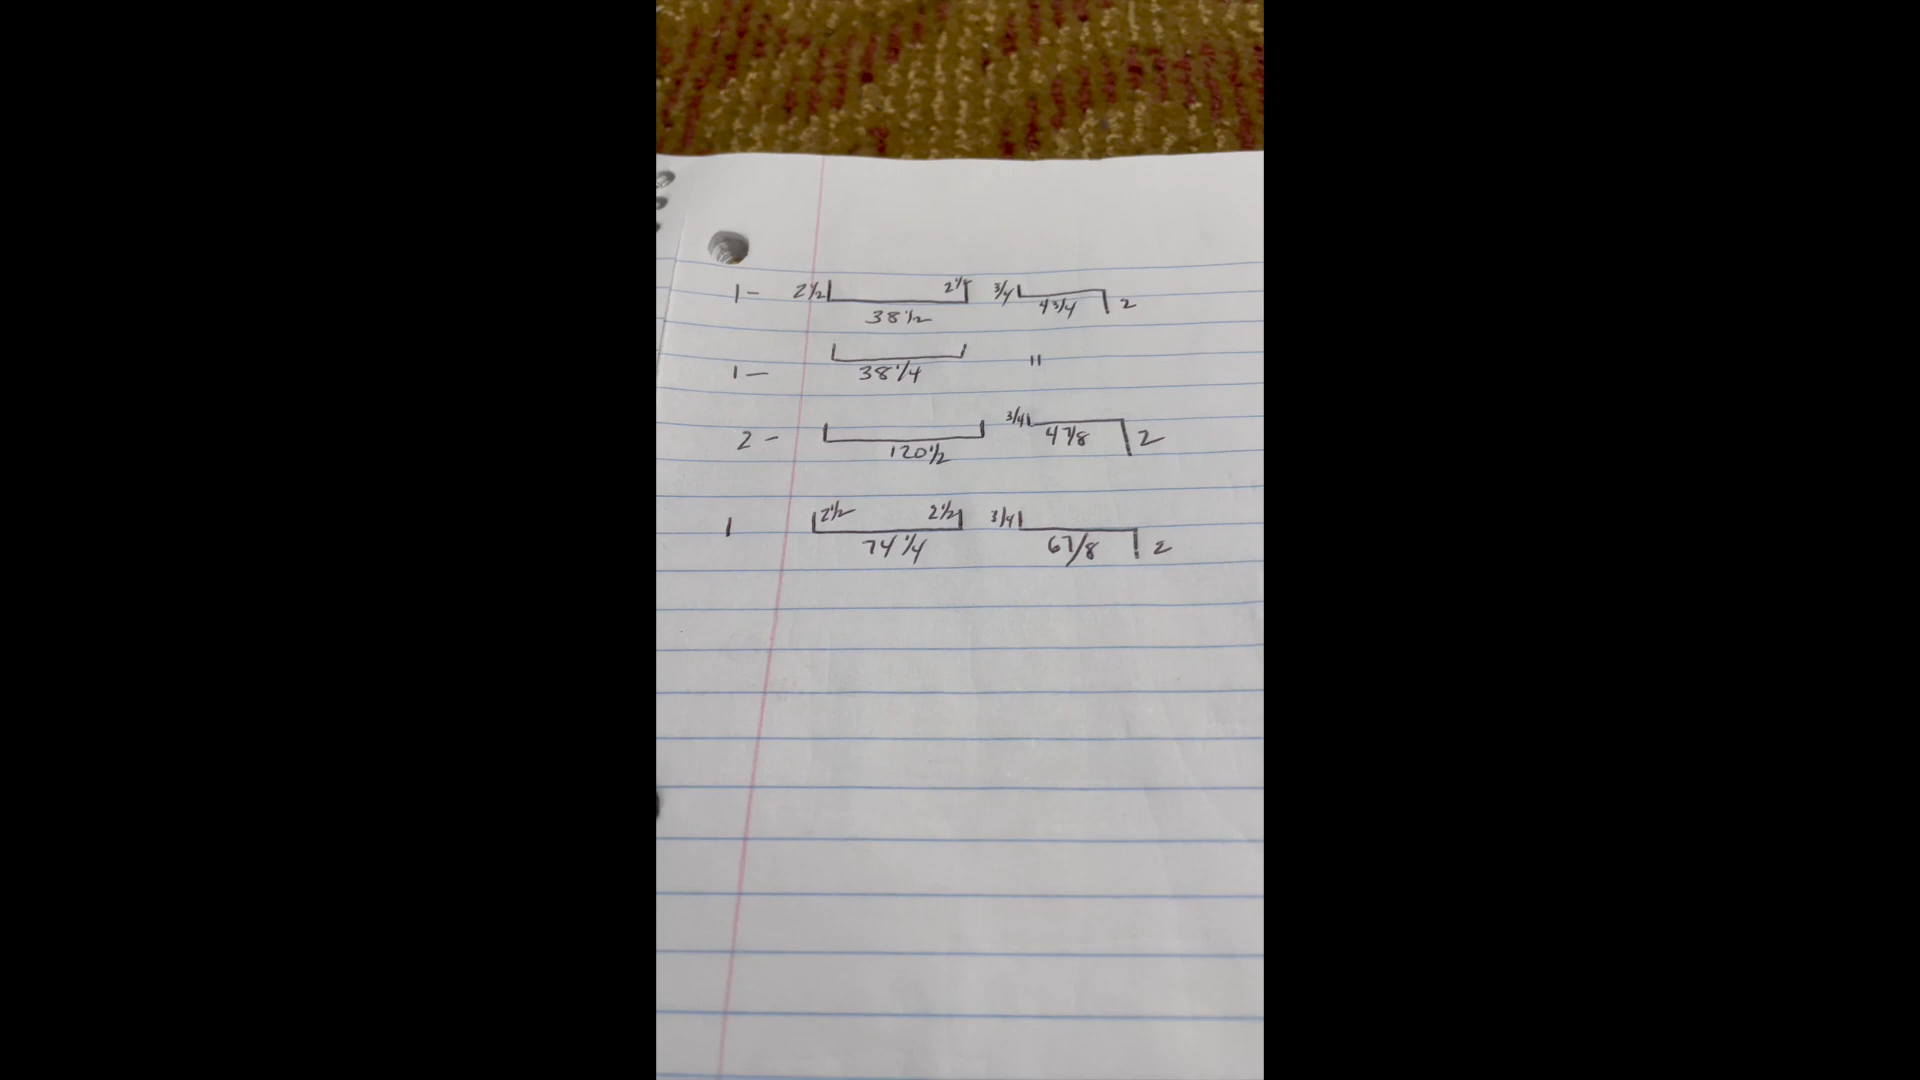 1- 2½ 2½ ¾ 4¾ 2
38½
1- 38¼ "
2- 120½ ¾ 4⅞ 2
1 2½ 2½ ¾ 6⅞ 2
74¼